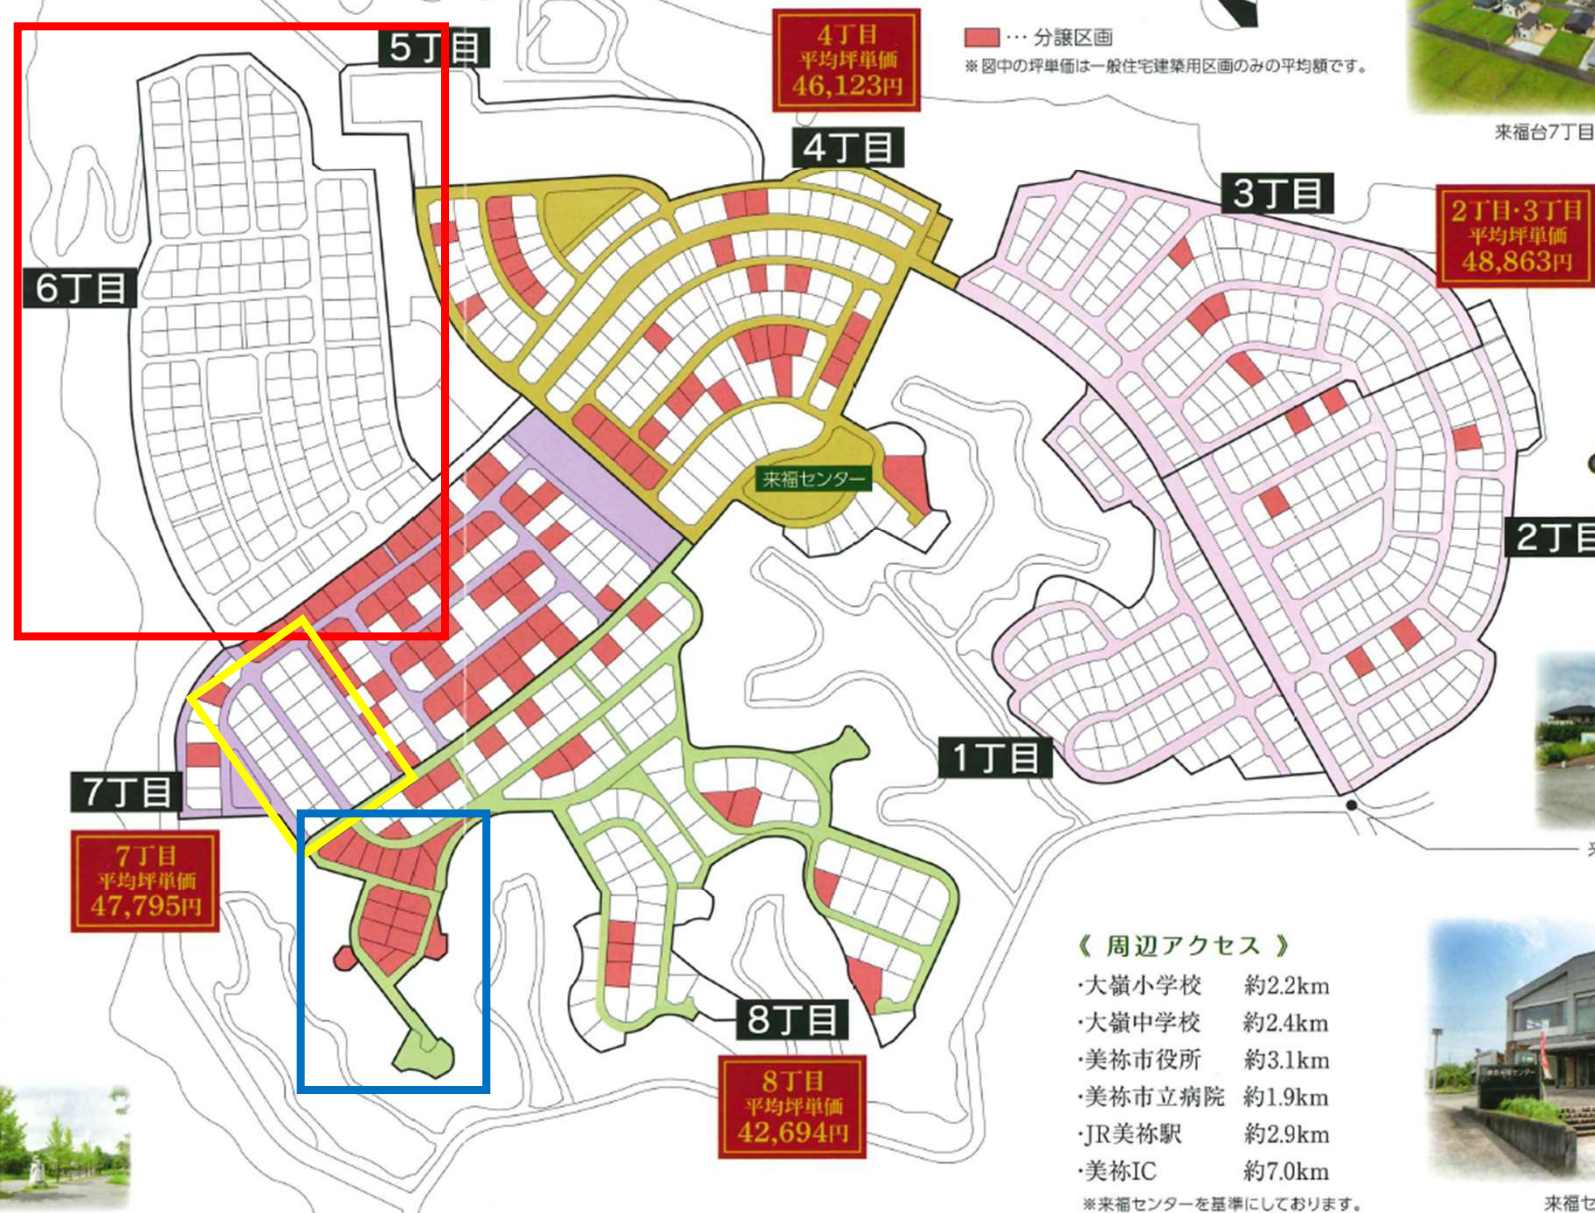 5丁目
4丁目
平均坪単価
46,123円
… 分譲区画
※図中の坪単価は一般住宅建築用区画のみの平均額です。
来福台7丁目
4丁目
3丁目
2丁目・3丁目
平均坪単価
48,863円
6丁目
来福センター
2丁目
1丁目
7丁目
7丁目
平均坪単価
47,795円
8丁目
8丁目
平均坪単価
42,694円
《 周辺アクセス 》
・大嶺小学校 約2.2km
・大嶺中学校 約2.4km
・美祢市役所 約3.1km
・美祢市立病院 約1.9km
・JR美祢駅 約2.9km
・美祢IC 約7.0km
※来福センターを基準にしております。
来福セ